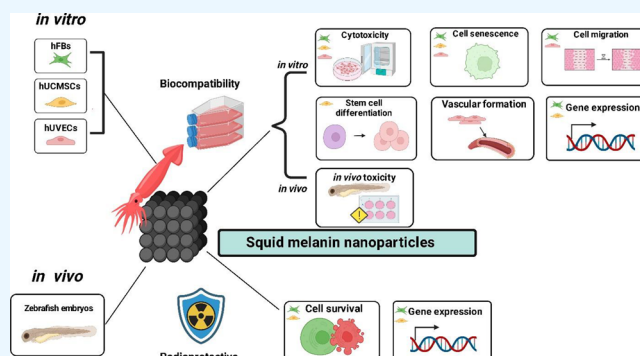 in vitro
hFBs
hUCMSCs
hUVECs
Biocompatibility
in vitro
Cytotoxicity
Cell senescence
Cell migration
Stem cell
differentiation
Vascular formation
Gene expression
in vivo
in vivo toxicity
Squid melanin nanoparticles
in vivo
Zebrafish embryos
Radioprotective
Cell survival
Gene expression